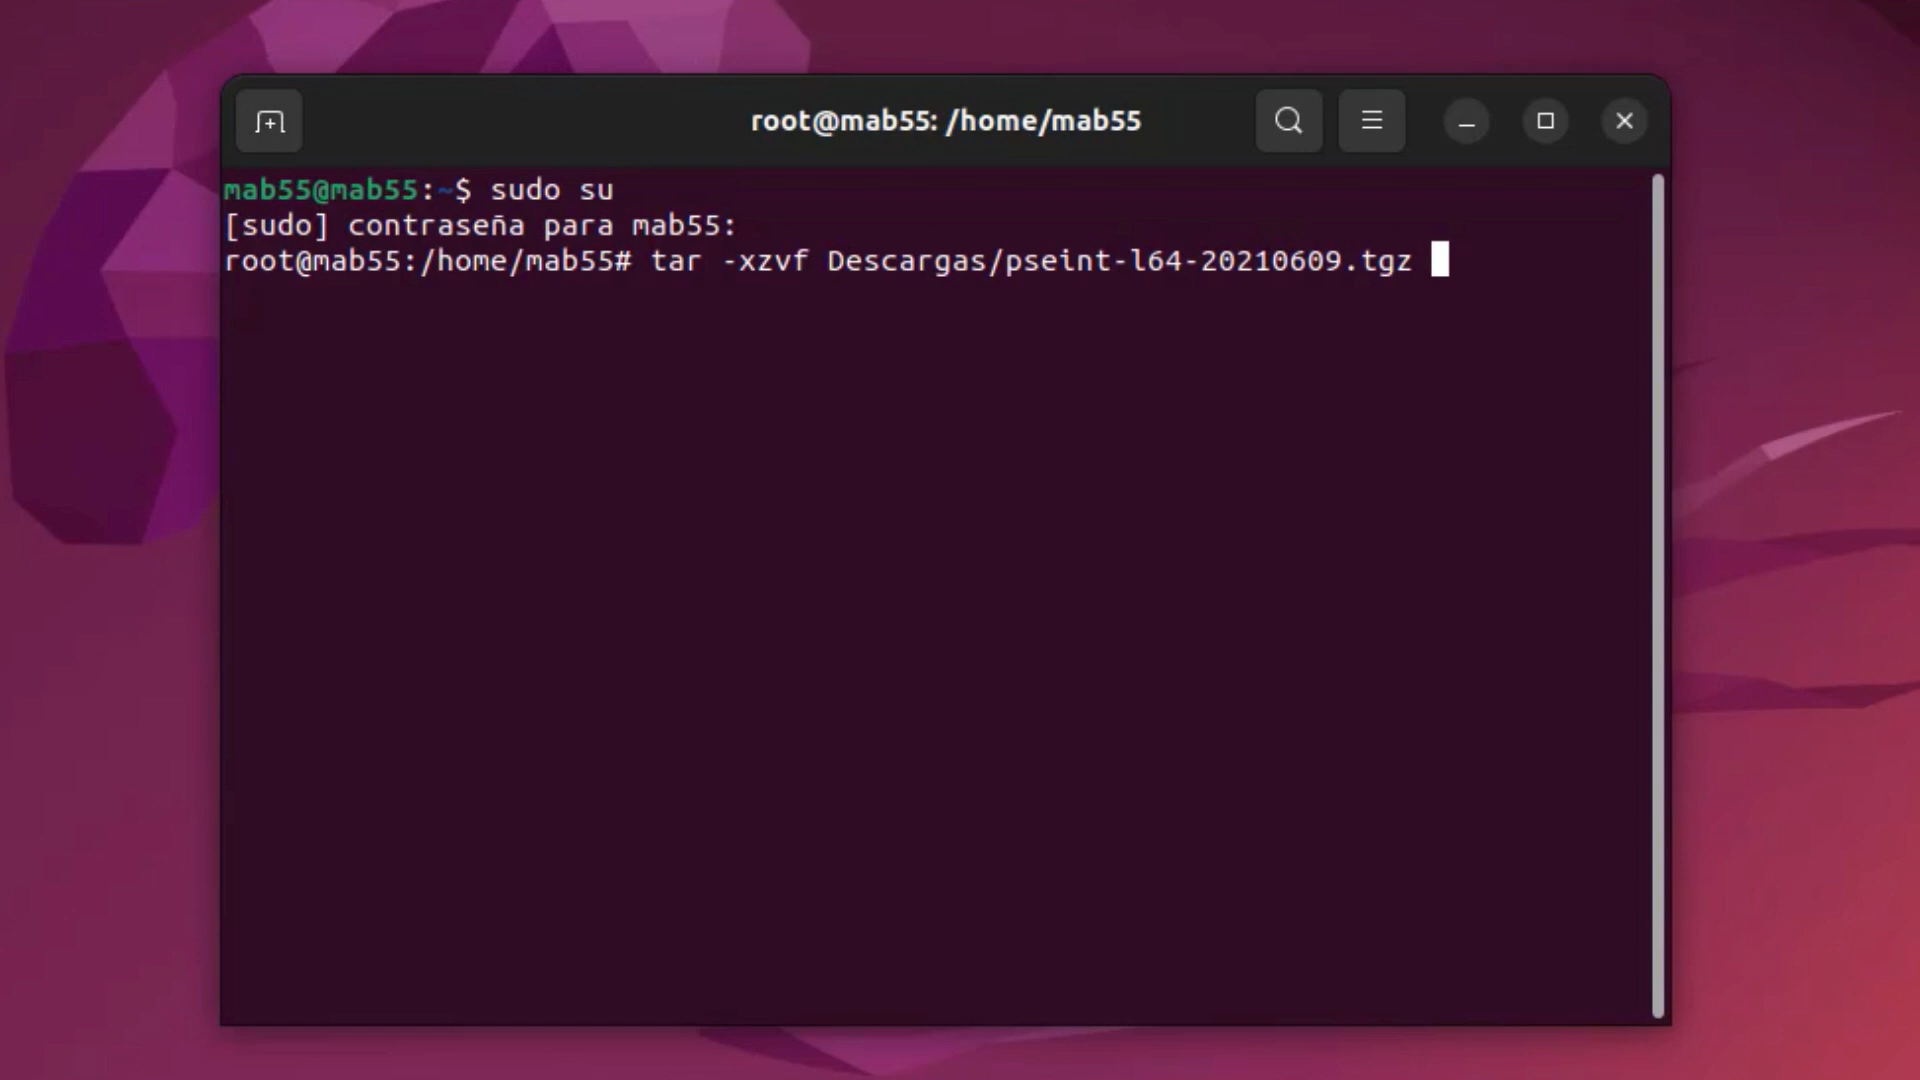 root@mab55: /home/mab55
mab55@mab55:~$ sudo su
[sudo] contraseña para mab55:
root@mab55:/home/mab55# tar -xzvf Descargas/pseint-l64-20210609.tgz